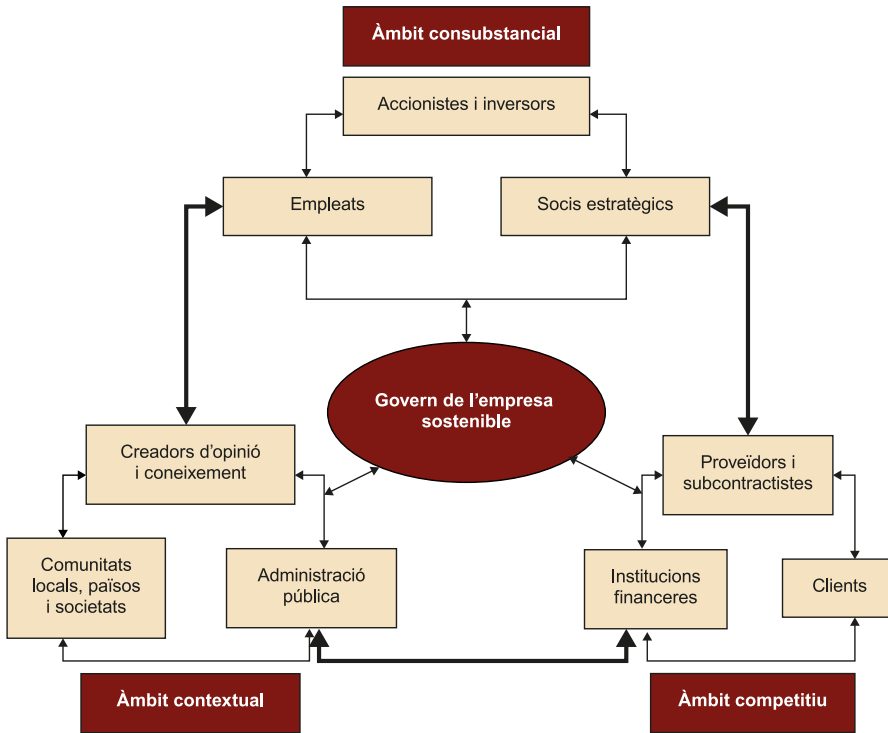 Àmbit consubstancial
Accionistes i inversors
Empleats
Socis estratègics
Govern de l'empresa
sostenible
Creadors d'opinió
i coneixement
Proveïdors i
subcontractistes
Comunitats
locals, països
i societats
Administració
pública
Institucions
financeres
Clients
Àmbit contextual
Àmbit competitiu